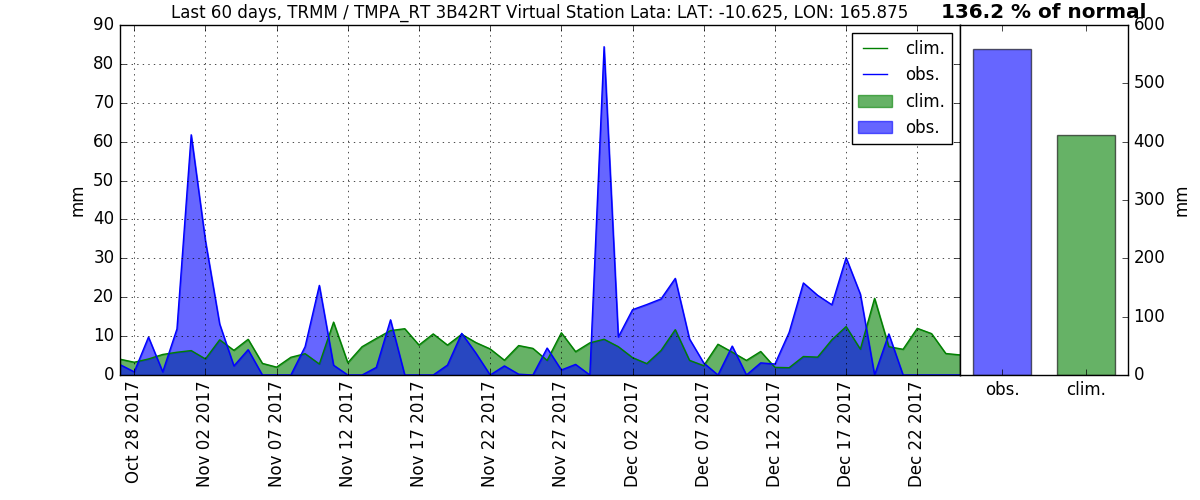 Last 60 days, TRMM / TMPA_RT 3B42RT Virtual Station Lata: LAT: -10.625, LON: 165.875
136.2 % of normal
90
80
70
60
50
40
30
20
10
0
mm
clim.
obs.
clim.
obs.
Oct 28 2017
Nov 02 2017
Nov 07 2017
Nov 12 2017
Nov 17 2017
Nov 22 2017
Nov 27 2017
Dec 02 2017
Dec 07 2017
Dec 12 2017
Dec 17 2017
Dec 22 2017
600
500
400
300
200
100
0
mm
obs.
clim.